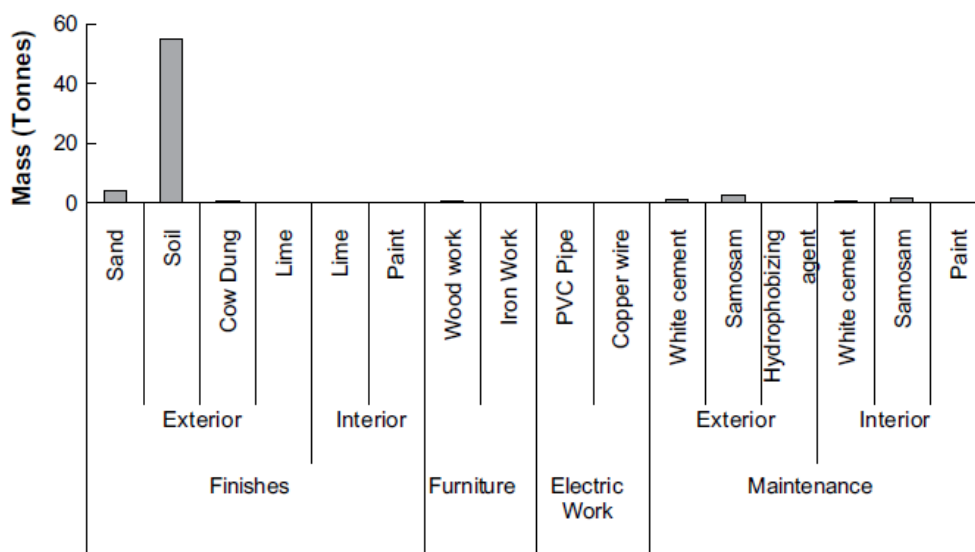 Mass (Tonnes)
60
40
20
0
Sand
Soil
Cow Dung
Lime
Lime
Paint
Wood work
Iron Work
PVC Pipe
Copper wire
White cement
Samosam
Hydrophobizing
agent
White cement
Samosam
Paint
Exterior
Interior
Exterior
Interior
Finishes
Furniture
Electric
Work
Maintenance